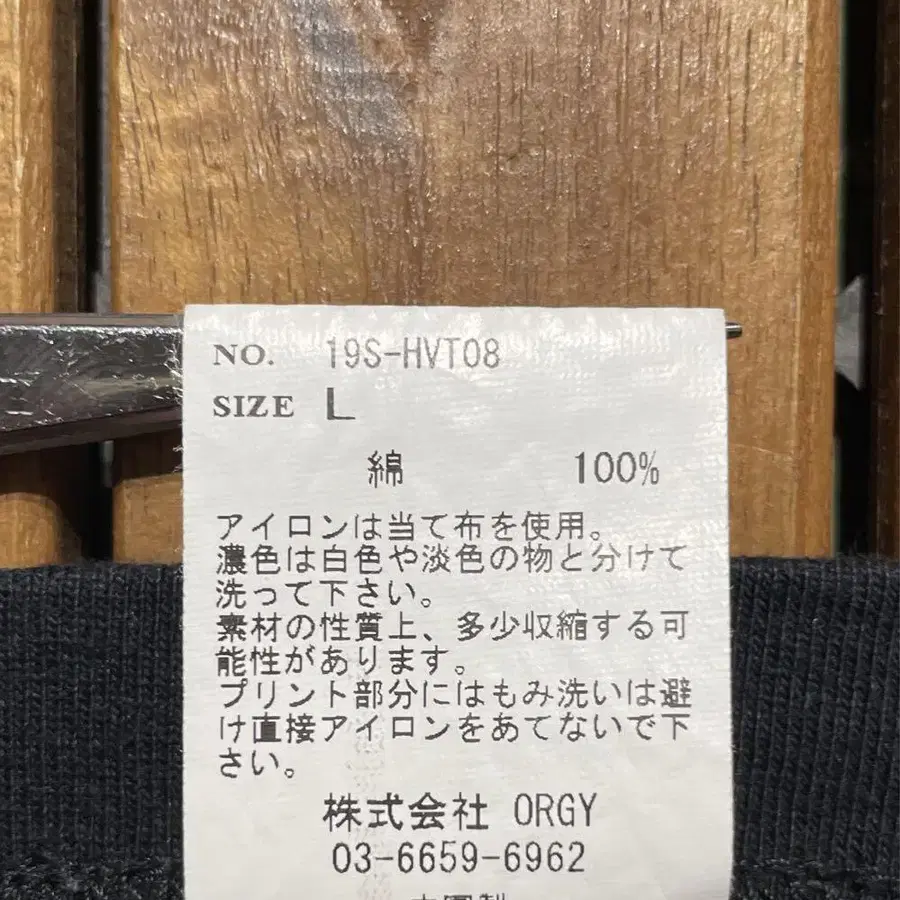 NO. 19S-HVT08
SIZE L
綿 100%
アイロンは当て布を使用。
濃色は白色や淡色の物と分けて
洗って下さい。
素材の性質上、多少収縮する可
能性があります。
プリント部分にはもみ洗いは避
け直接アイロンをあてないで下
さい。
株式会社 ORGY
03-6659-6962